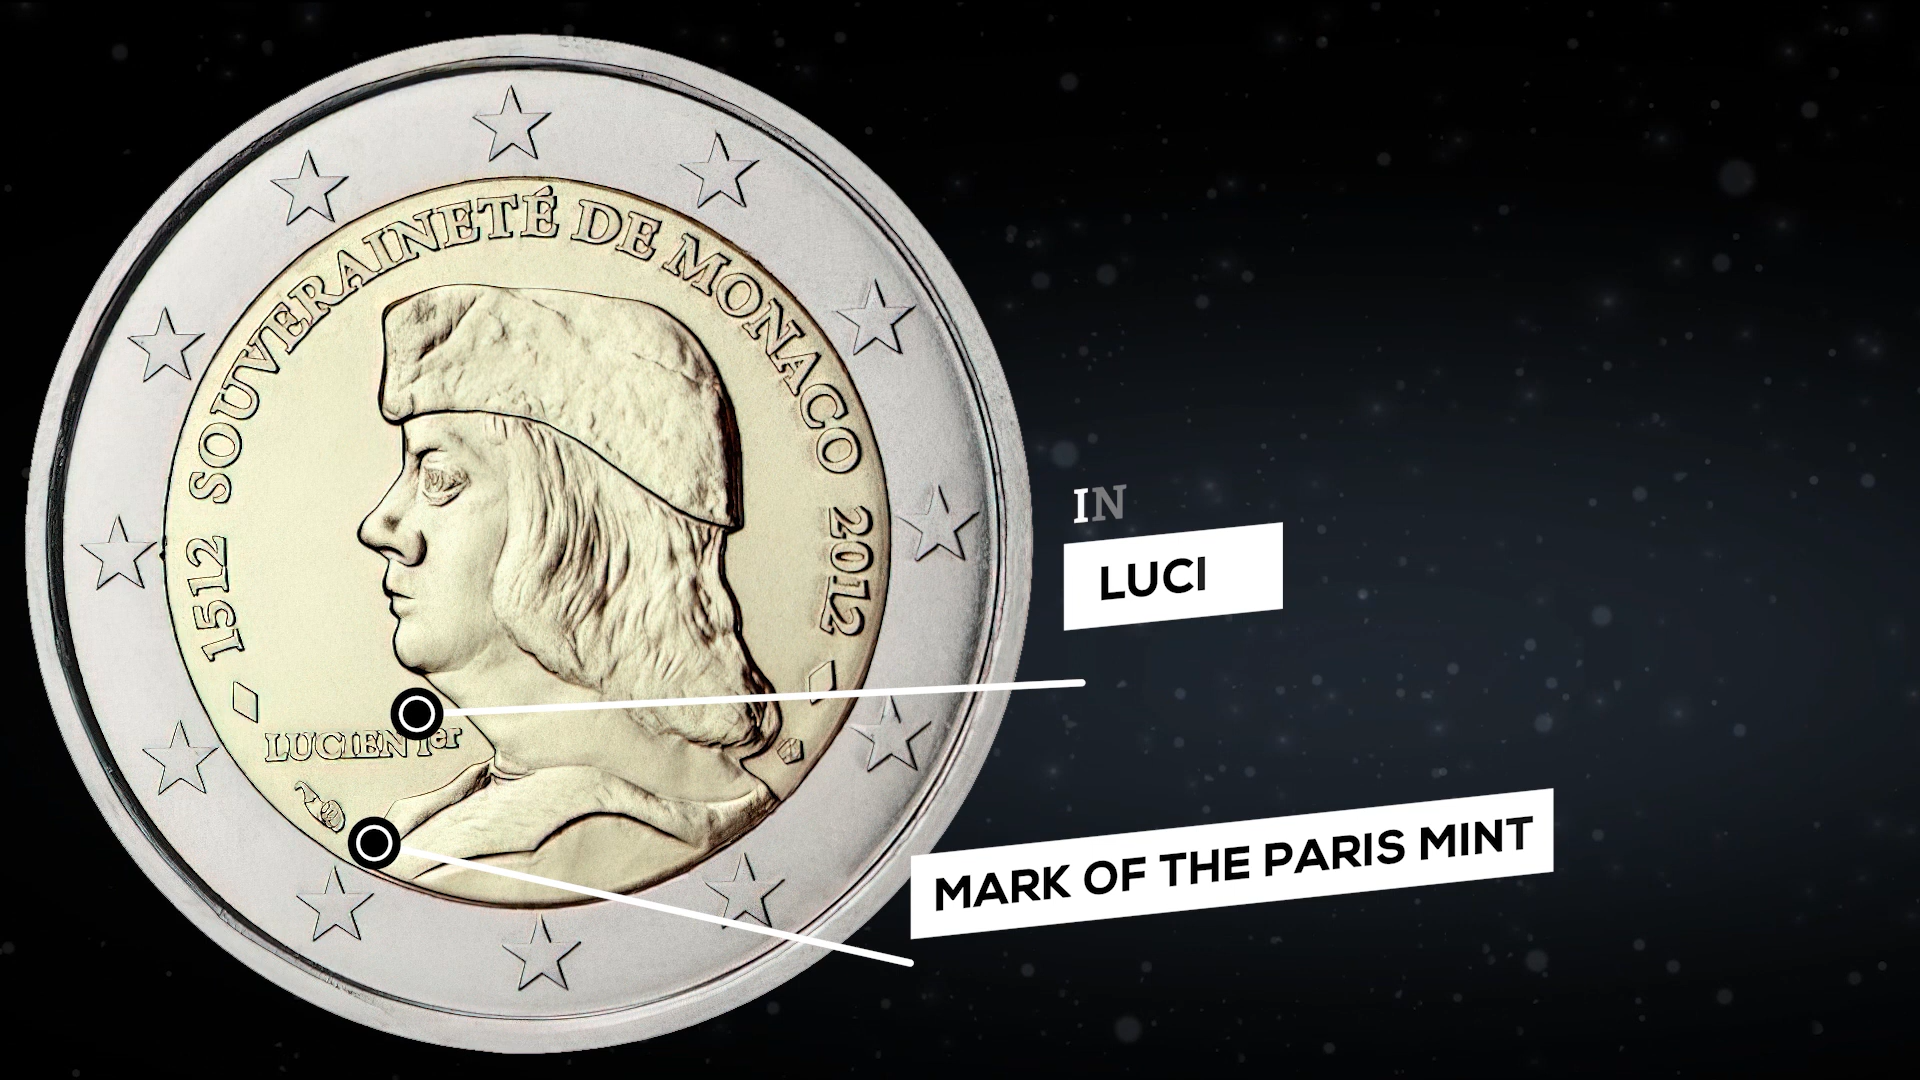 1512 SOUVERAINETÉ DE MONACO 2012
LUCIEN Ier
IN
LUCI
MARK OF THE PARIS MINT